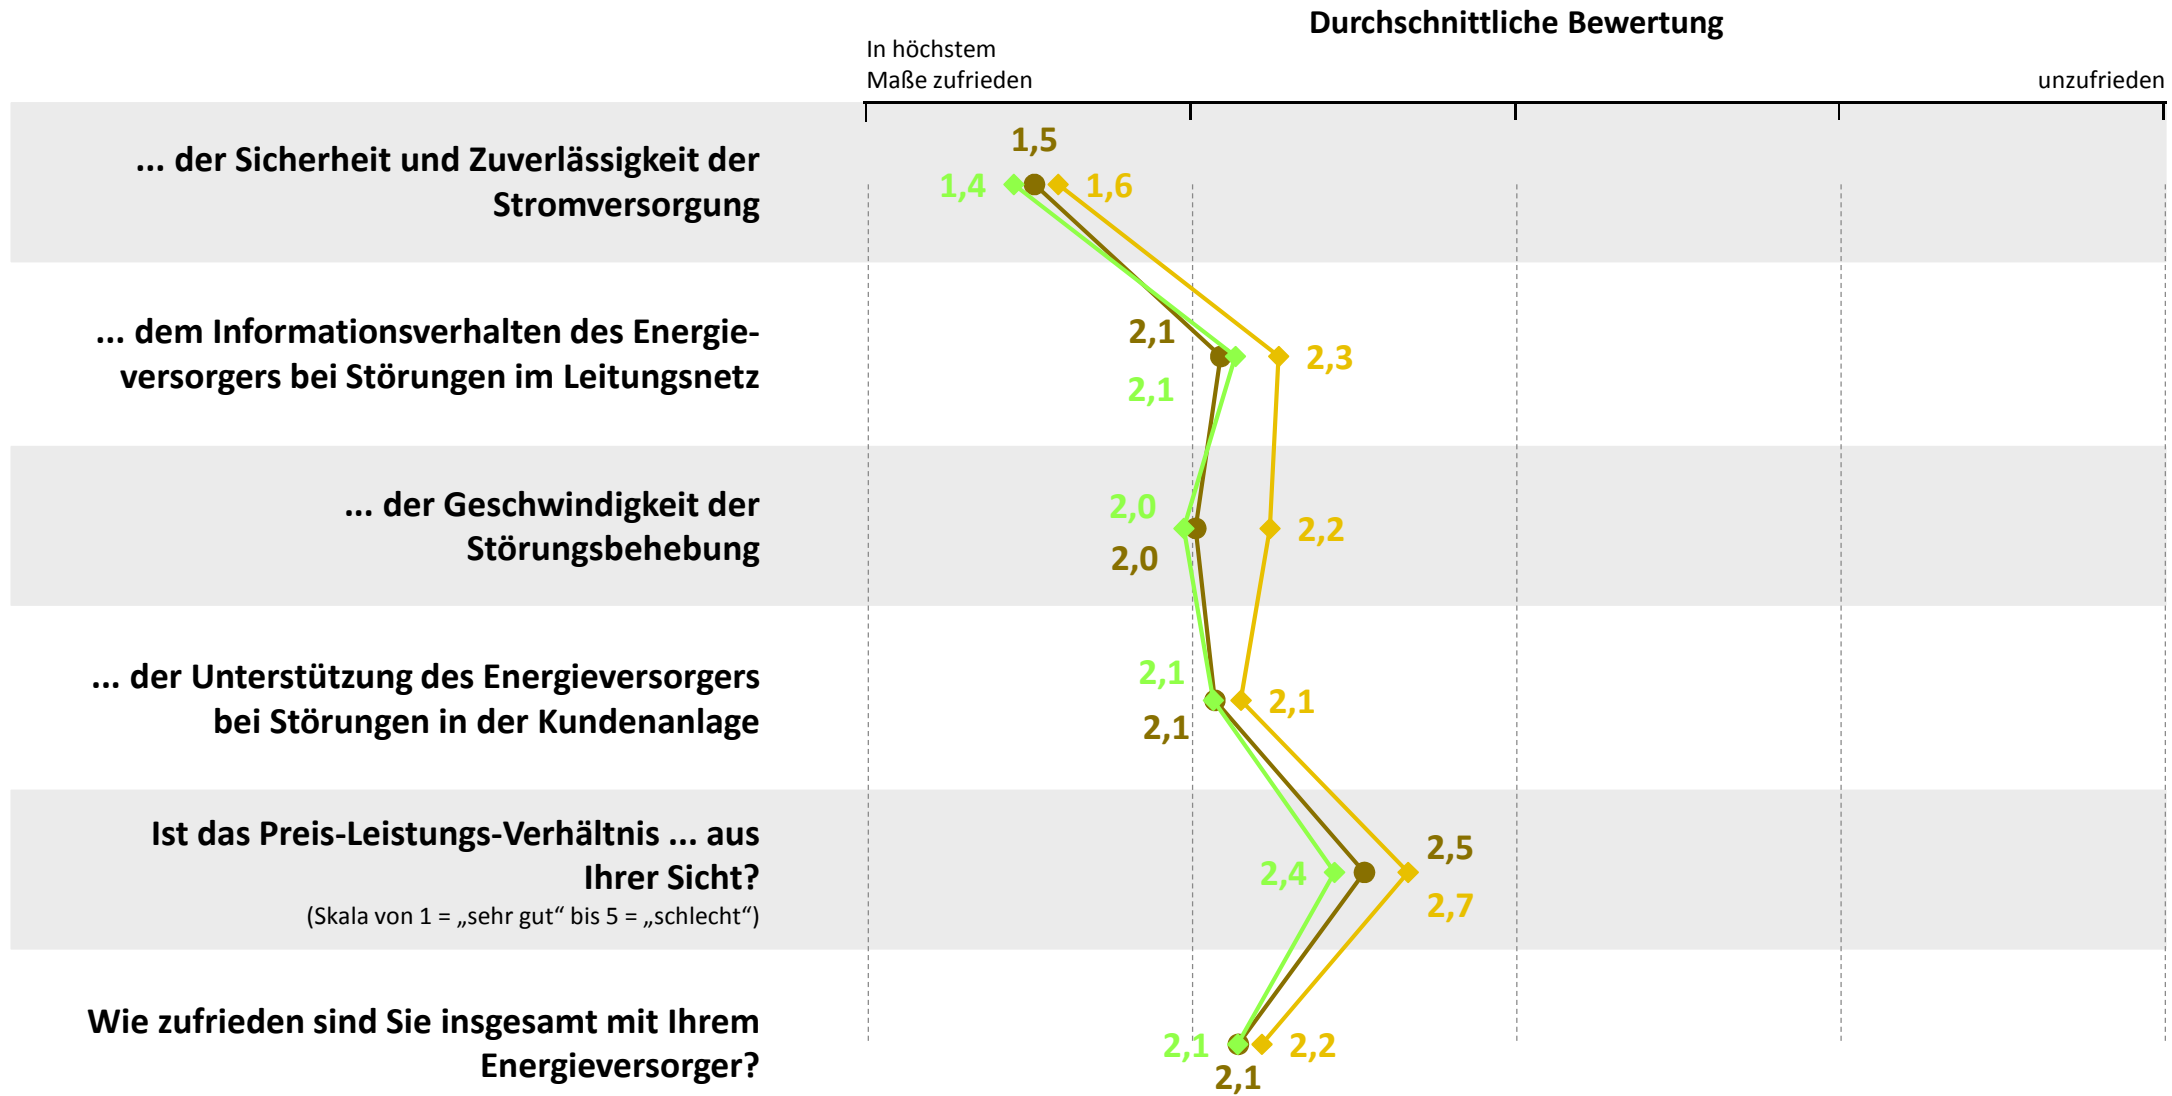 Durchschnittliche Bewertung
In höchstem
Maße zufrieden
unzufrieden
... der Sicherheit und Zuverlässigkeit der
Stromversorgung
1,5
1,4
1,6
... dem Informationsverhalten des Energie-
versorgers bei Störungen im Leitungsnetz
2,1
2,3
2,1
... der Geschwindigkeit der
Störungsbehebung
2,0
2,2
2,0
... der Unterstützung des Energieversorgers
bei Störungen in der Kundenanlage
2,1
2,1
2,1
Ist das Preis-Leistungs-Verhältnis ... aus
Ihrer Sicht?
(Skala von 1 = „sehr gut“ bis 5 = „schlecht“)
2,5
2,4
2,7
Wie zufrieden sind Sie insgesamt mit Ihrem
Energieversorger?
2,1
2,2
2,1